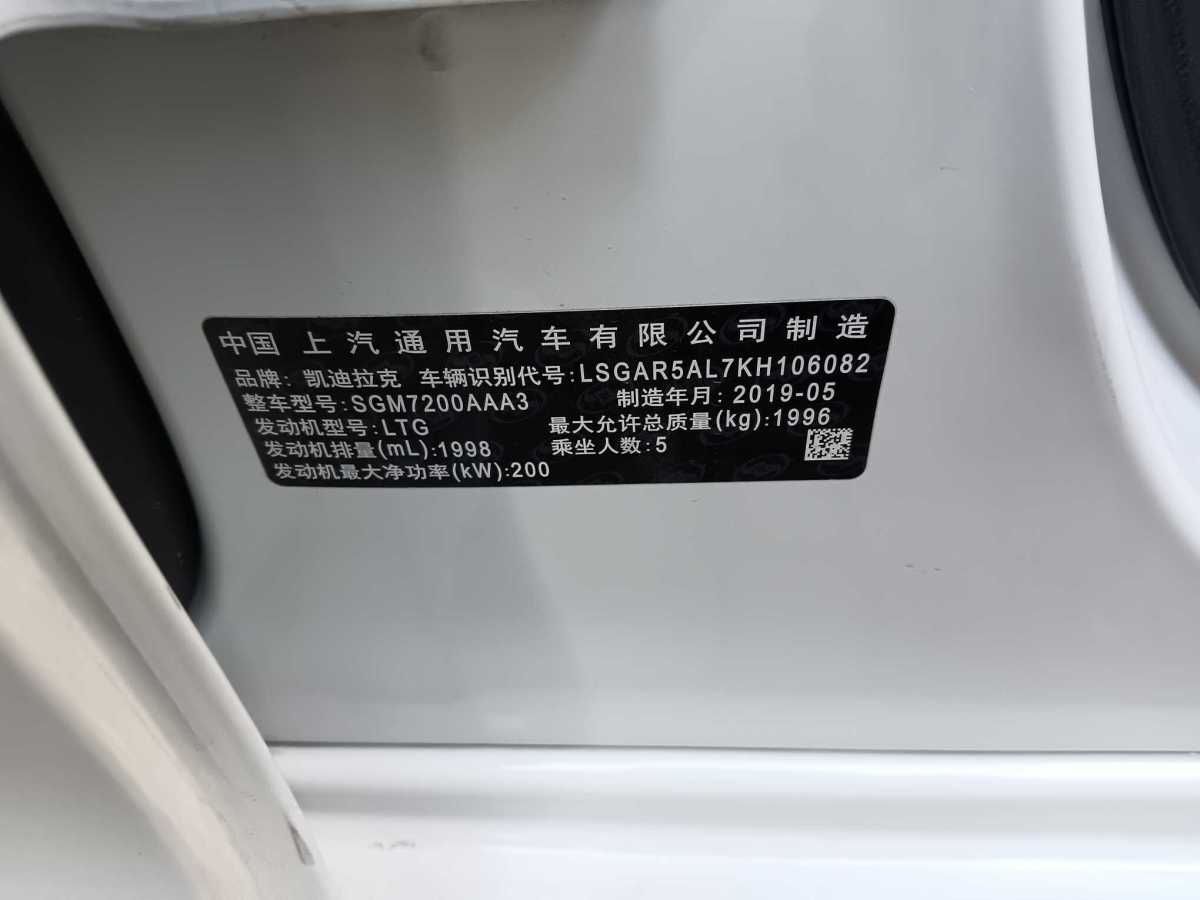 中国 上汽通用汽车有限公司制造
品牌: 凯迪拉克 车辆识别代号:LSGAR5AL7KH106082
整车型号:SGM7200AAA3 制造年月: 2019-05
发动机型号:LTG 最大允许总质量(kg):1996
发动机排量(mL):1998 乘坐人数:5
发动机最大净功率(kW):200